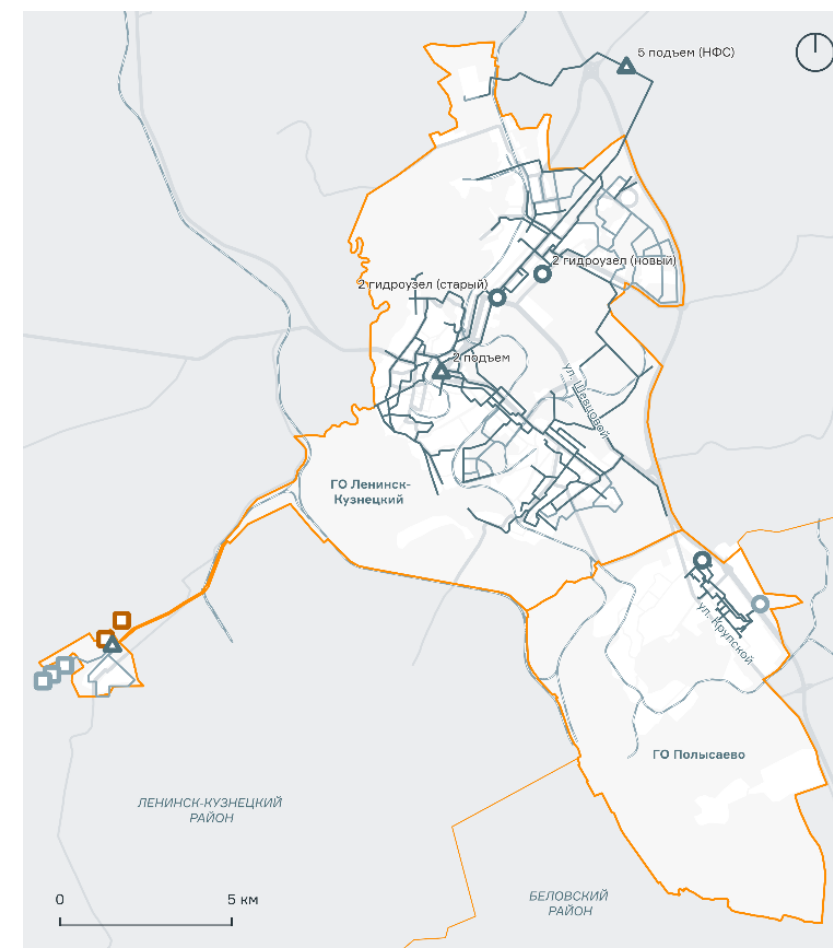 5 подъем (НФС)
2 гидроузел (новый)
2 гидроузел (старый)
2 подъем
ул. Шевцовой
ГО Ленинск-
Кузнецкий
ул. Крупской
ГО Полысаево
ЛЕНИНСК-КУЗНЕЦКИЙ
РАЙОН
БЕЛОВСКИЙ
РАЙОН
0
5 км